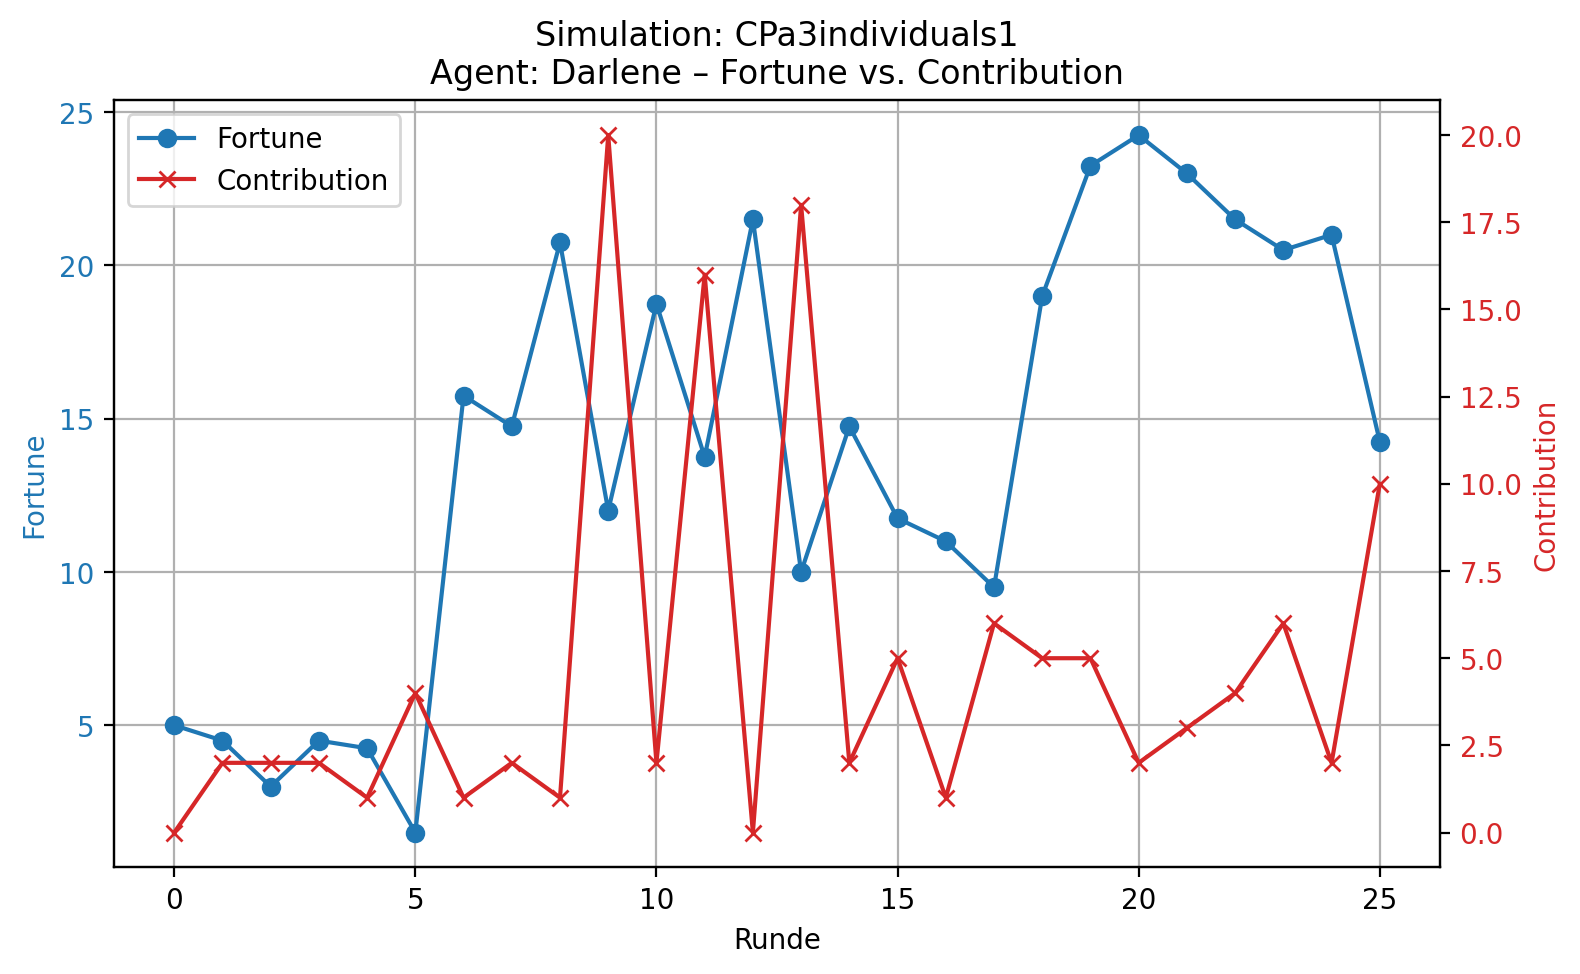 Simulation: CPa3individuals1
Agent: Darlene – Fortune vs. Contribution
Fortune
Contribution
25
20
15
10
5
Fortune
20.0
17.5
15.0
12.5
10.0
7.5
5.0
2.5
0.0
Contribution
0 5 10 15 20 25
Runde